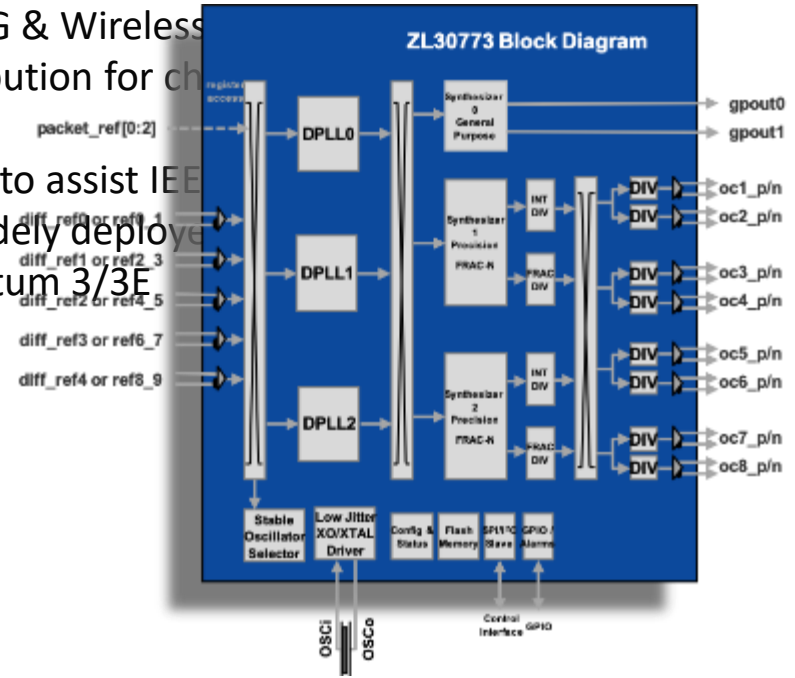 G & Wireless
bution for ch
to assist IEE
dely deploye
tum 3/3E
ZL30773 Block Diagram
register
access
packet_ref[0:2]
diff_ref0 or ref0_1
diff_ref1 or ref2_3
diff_ref2 or ref4_5
diff_ref3 or ref6_7
diff_ref4 or ref8_9
DPLL0
DPLL1
DPLL2
Synthesizer
0
General
Purpose
Synthesizer
1
Precision
FRAC-N
Synthesizer
2
Precision
FRAC-N
INT
DIV
FRAC
DIV
INT
DIV
FRAC
DIV
DIV
DIV
DIV
DIV
DIV
DIV
DIV
DIV
gpout0
gpout1
oc1_p/n
oc2_p/n
oc3_p/n
oc4_p/n
oc5_p/n
oc6_p/n
oc7_p/n
oc8_p/n
Stable
Oscillator
Selector
Low Jitter
XO/XTAL
Driver
Config &
Status
Flash
Memory
SPI/I²C
Slave
GPIO /
Alarms
OSCi
OSCo
Control
Interface
GPIO